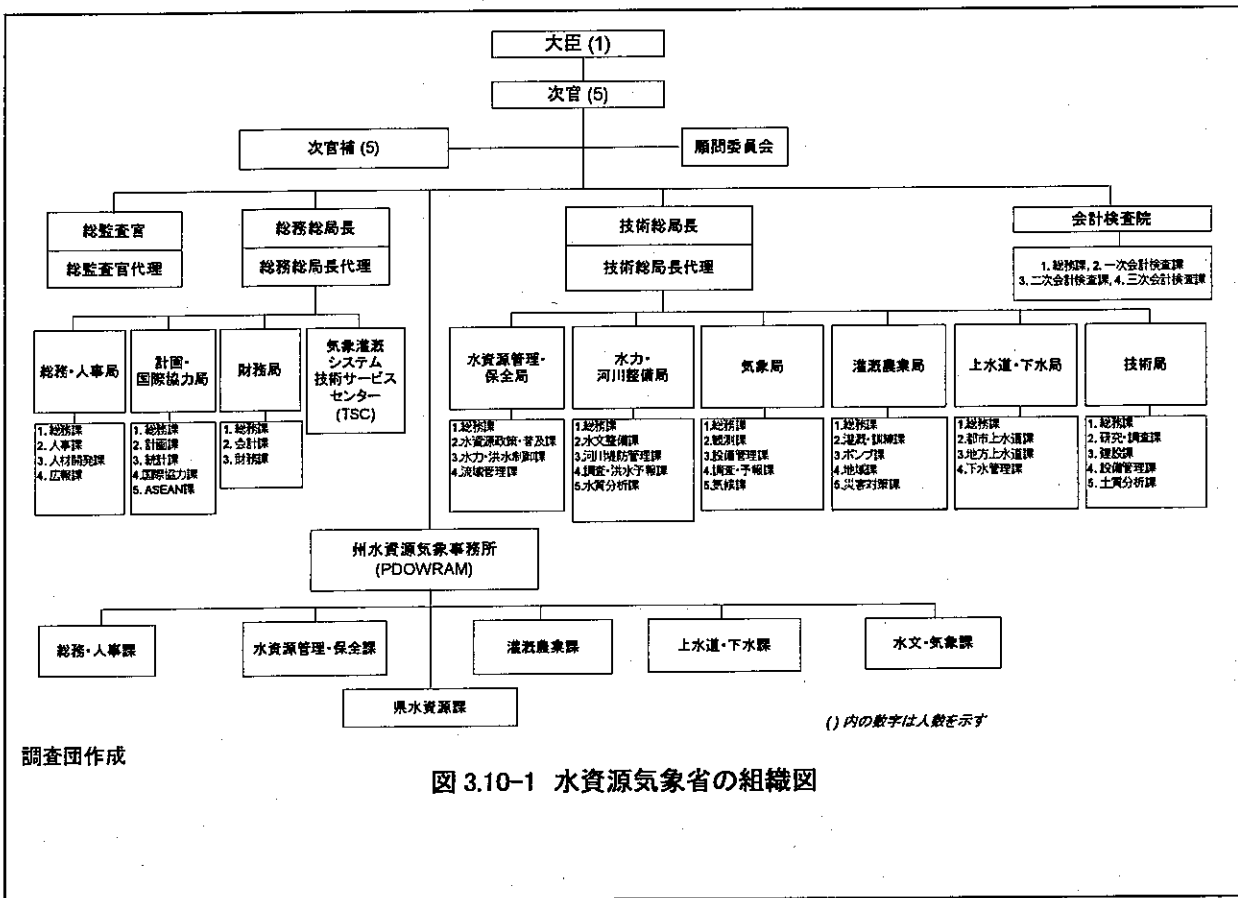 大臣 (1)
次官 (5)
次官補 (5)
顧問委員会
総監査官
総監査官代理
総務総局長
総務総局長代理
技術総局長
技術総局長代理
会計検査院
1. 総務課, 2. 一次会計検査課
3. 二次会計検査課, 4. 三次会計検査課
総務・人事局
1. 総務課
2. 人事課
3. 人材開発課
4. 広報課
計画・
国際協力局
1. 総務課
2. 計画課
3. 統計課
4. 国際協力課
5. ASEAN課
財務局
1. 総務課
2. 会計課
3. 財務課
気象灌漑
システム
技術サービス
センター
(TSC)
水資源管理・
保全局
1.総務課
2.水資源政策・普及課
3.水力・洪水制御課
4.流域管理課
水力・
河川整備局
1.総務課
2.水文整備課
3.河川堤防管理課
4.調査・洪水予報課
5.水質分析課
気象局
1.総務課
2.観測課
3.設備管理課
4.調査・予報課
5.気候課
灌漑農業局
1.総務課
2.灌漑・訓練課
3.ポンプ課
4.地域課
5.災害対策課
上水道・下水局
1.総務課
2.都市上水道課
3.地方上水道課
4.下水管理課
技術局
1. 総務課
2. 研究・調査課
3. 建設課
4. 設備管理課
5. 土質分析課
州水資源気象事務所
(PDOWRAM)
総務・人事課
水資源管理・保全課
灌漑農業課
上水道・下水課
水文・気象課
県水資源課
( ) 内の数字は人数を示す
調査団作成
図 3.10-1 水資源気象省の組織図